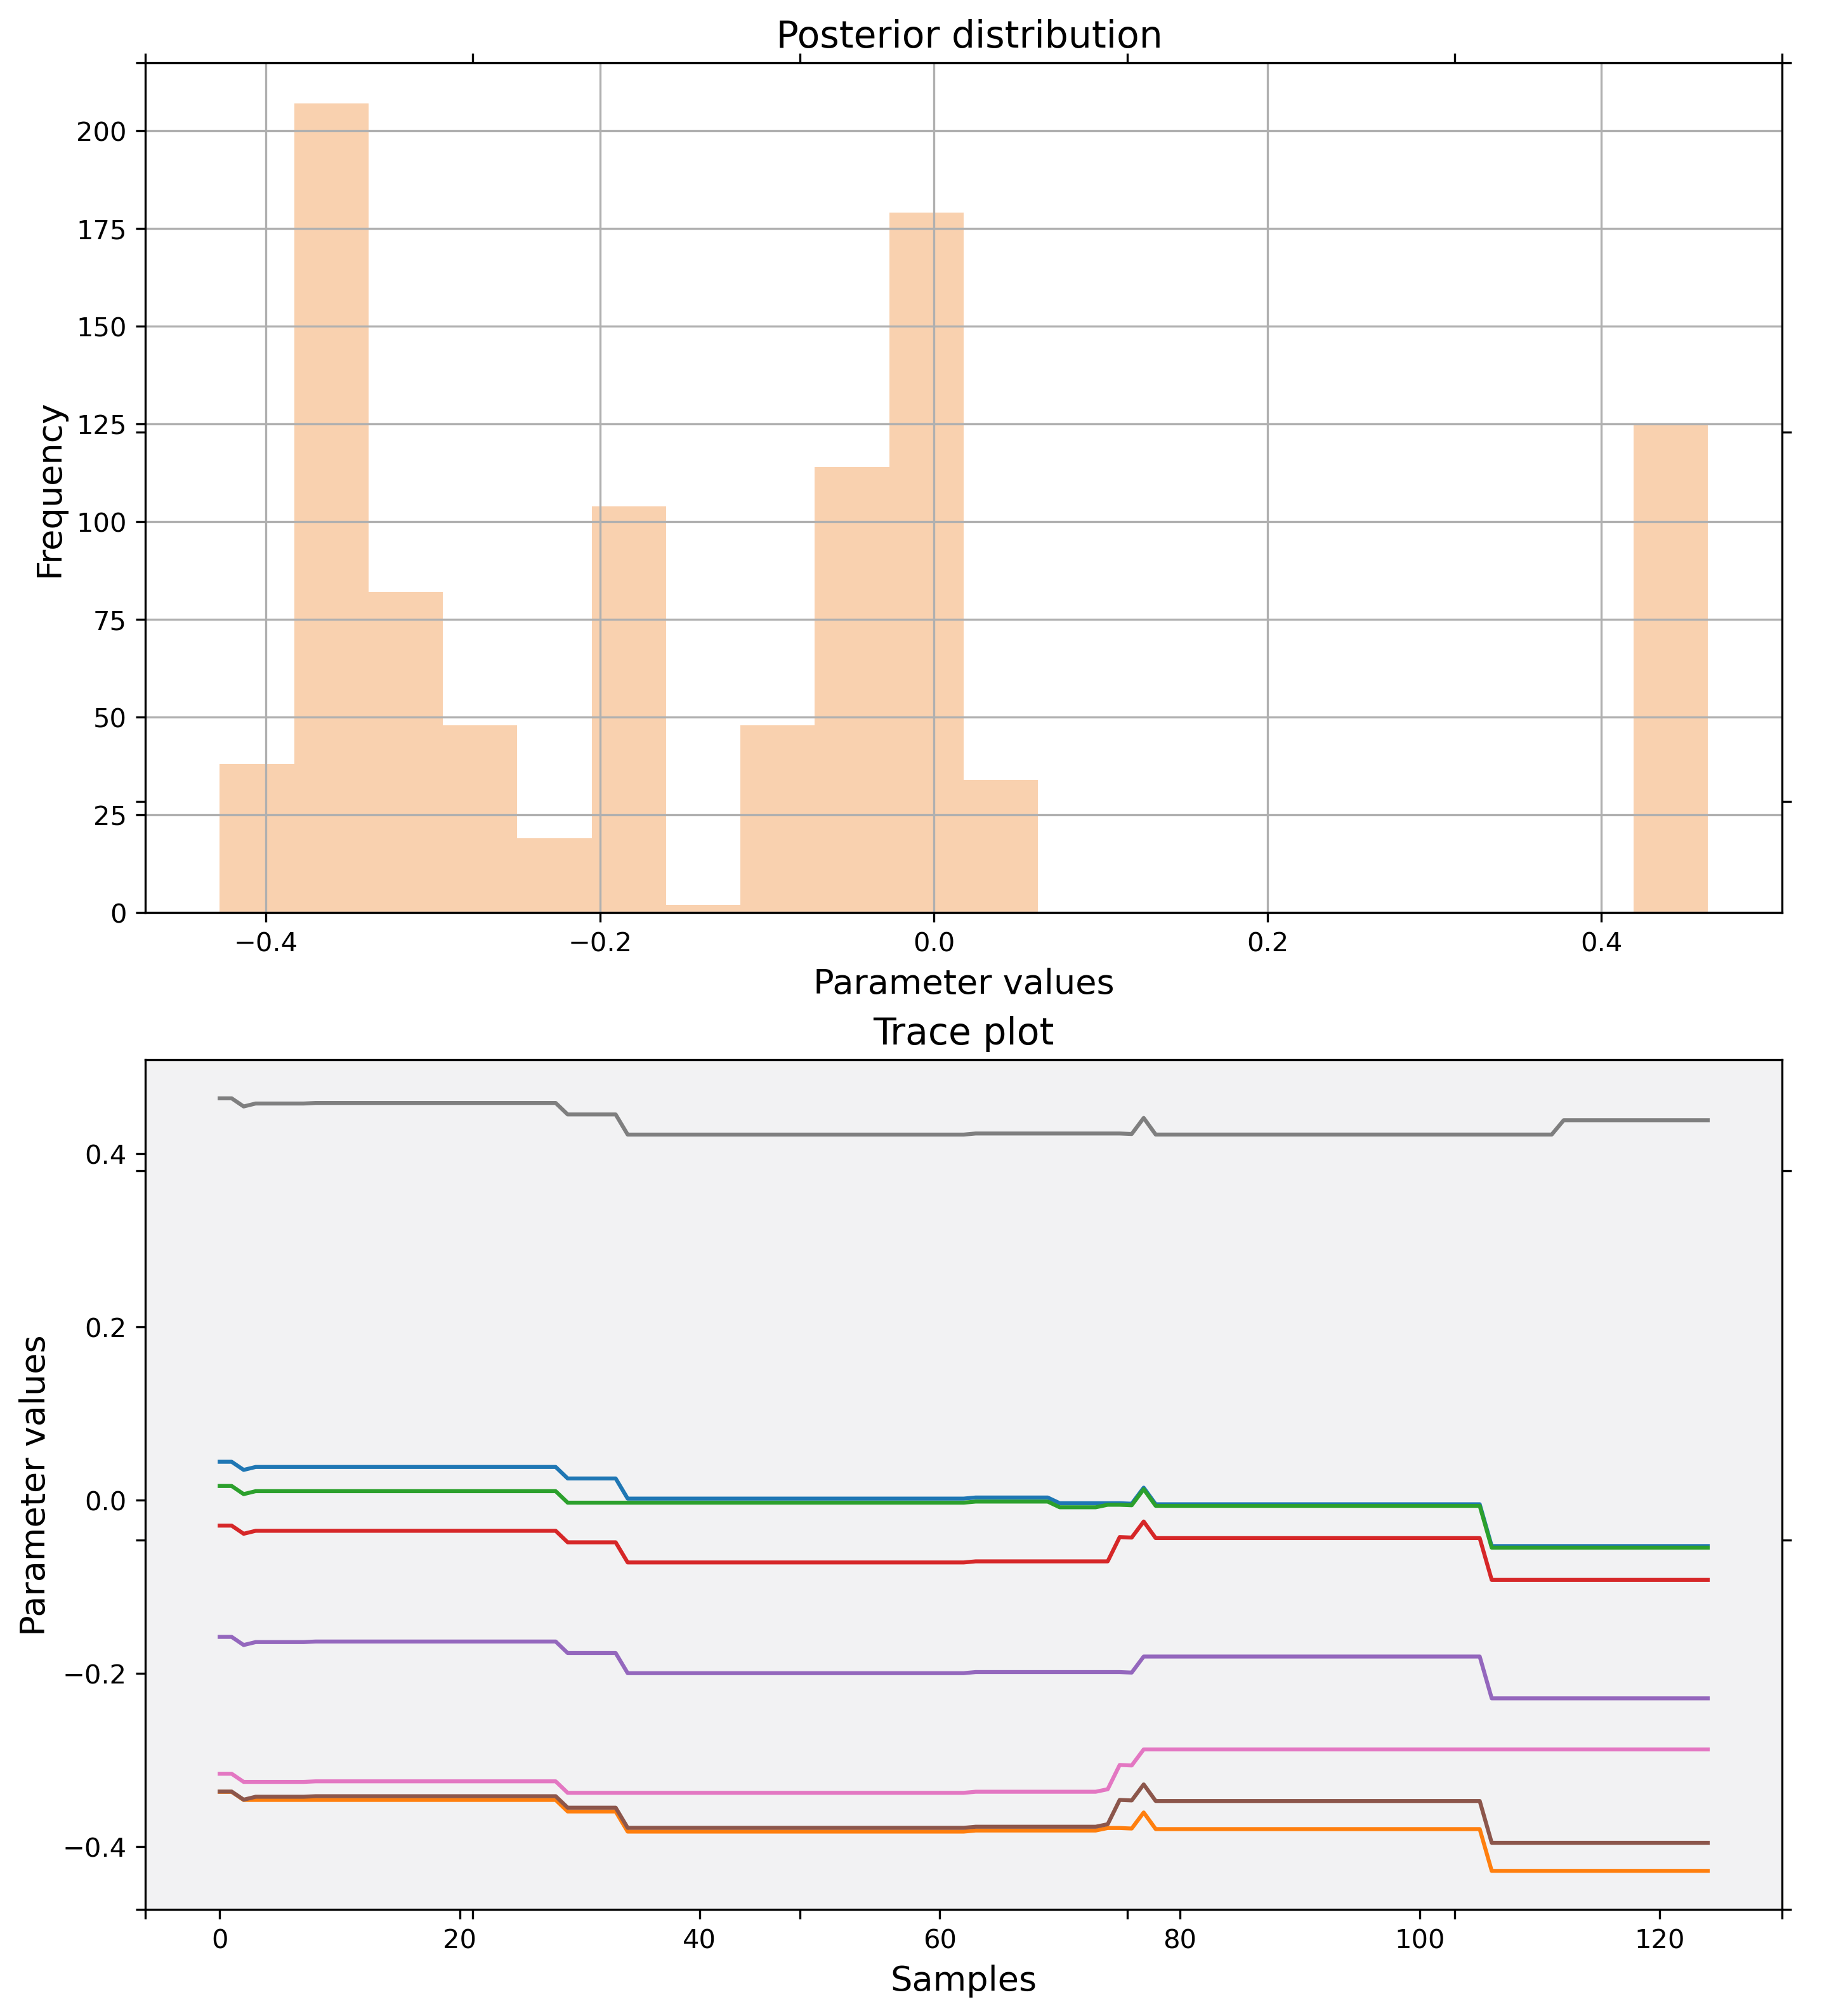 Posterior distribution
200
175
150
125
100
75
50
25
0
Frequency
−0.4 −0.2 0.0 0.2 0.4
Parameter values
Trace plot
0.4
0.2
0.0
−0.2
−0.4
Parameter values
0 20 40 60 80 100 120
Samples